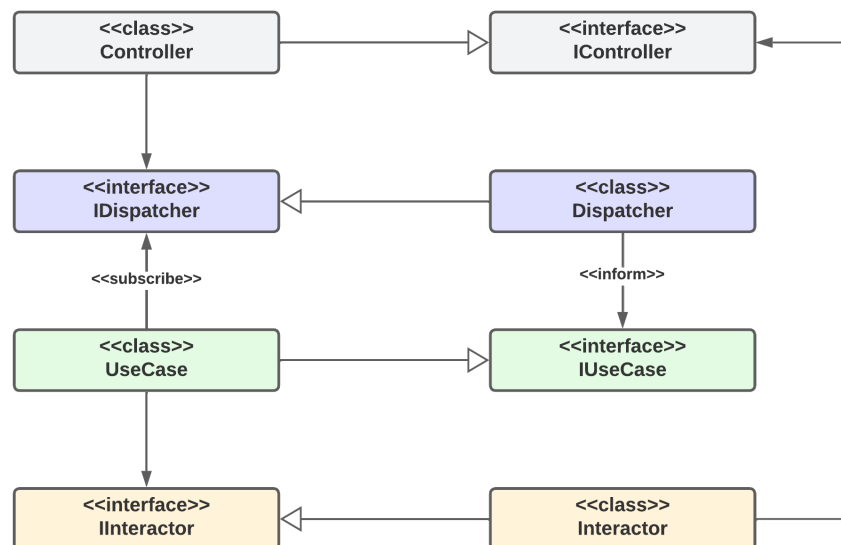 <<class>>
Controller
<<interface>>
IController
<<interface>>
IDispatcher
<<class>>
Dispatcher
<<subscribe>>
<<inform>>
<<class>>
UseCase
<<interface>>
IUseCase
<<interface>>
IInteractor
<<class>>
Interactor